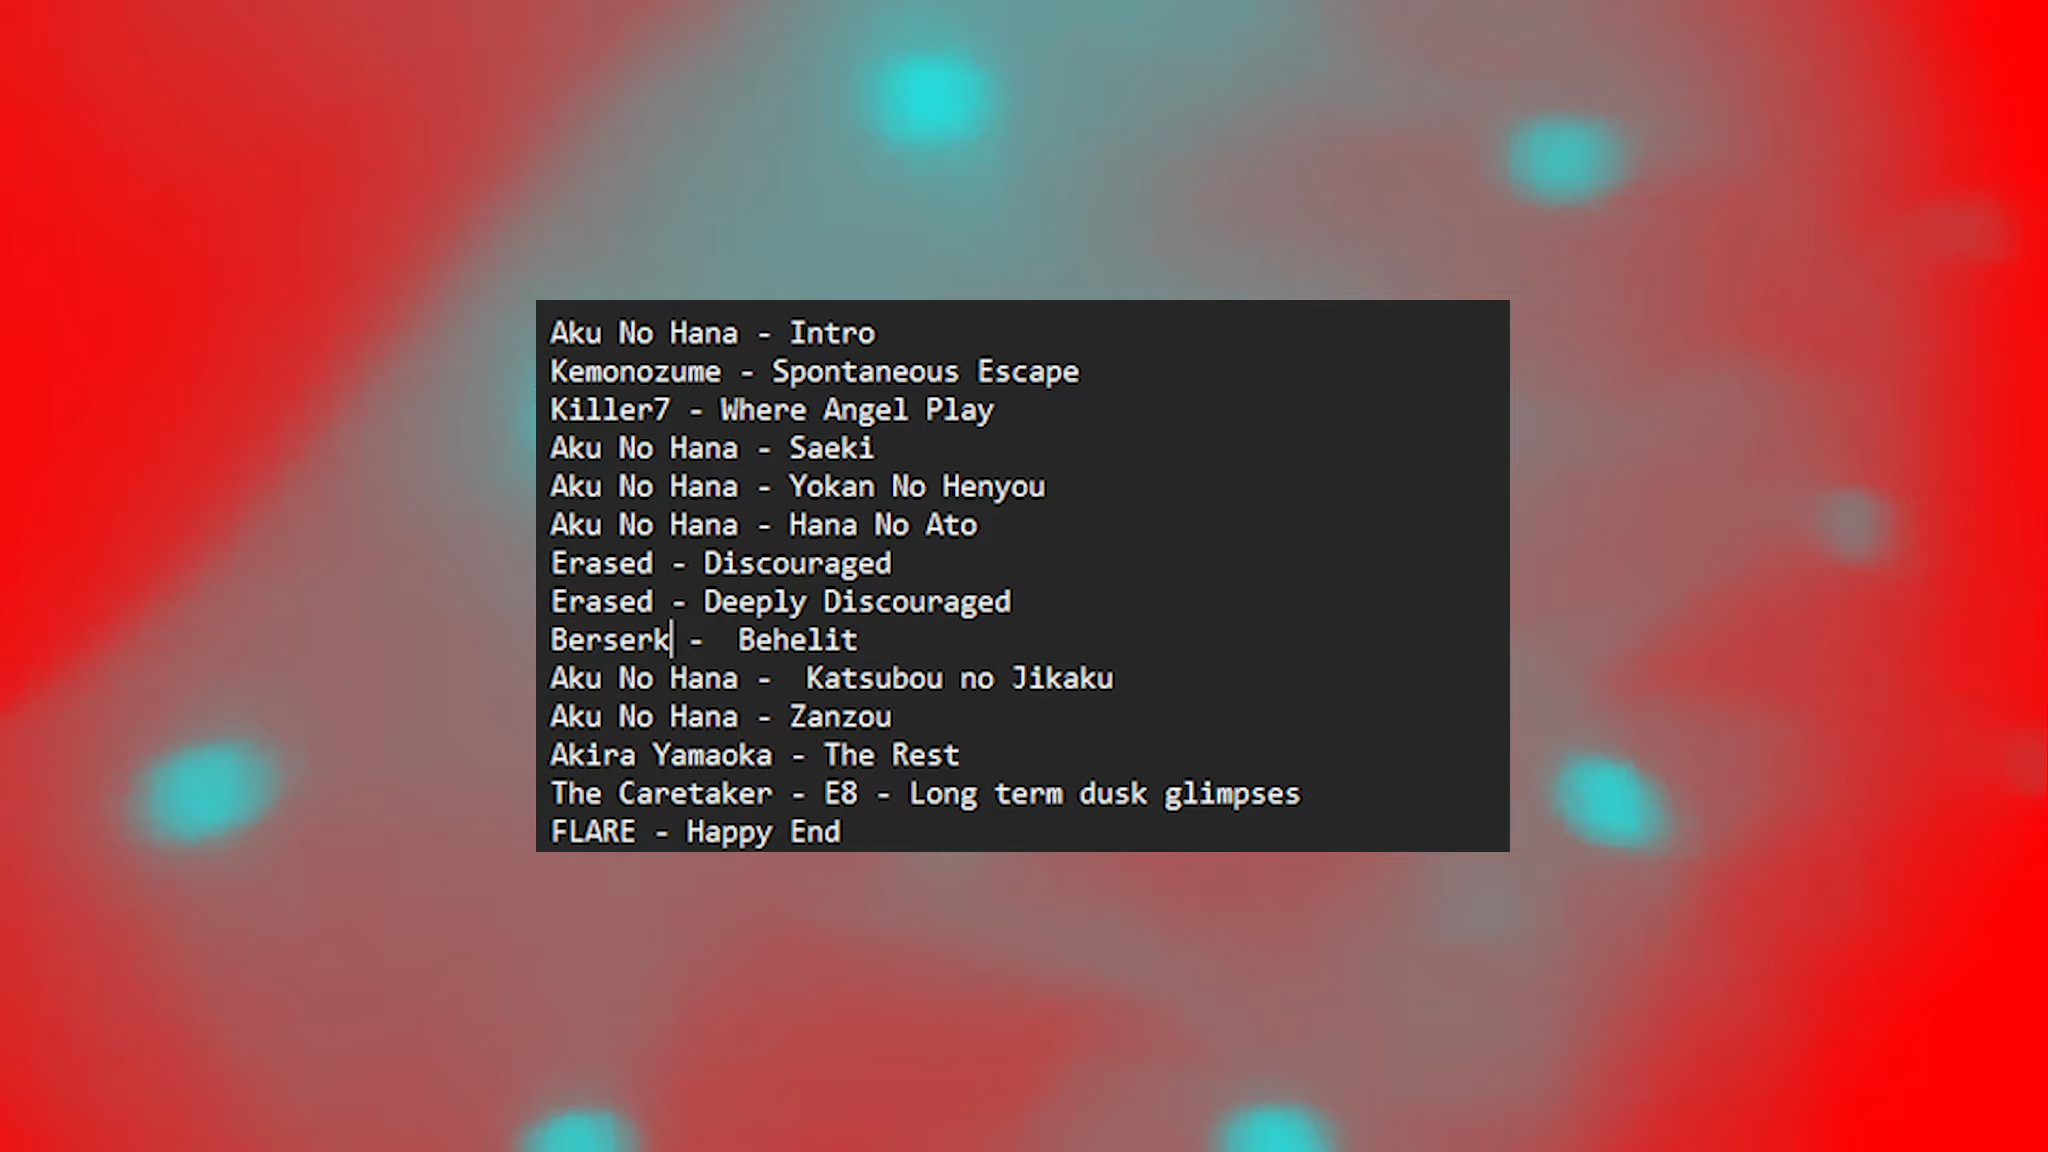 Aku No Hana - Intro
Kemonozume - Spontaneous Escape
Killer7 - Where Angel Play
Aku No Hana - Saeki
Aku No Hana - Yokan No Henyou
Aku No Hana - Hana No Ato
Erased - Discouraged
Erased - Deeply Discouraged
Berserk -  Behelit
Aku No Hana -  Katsubou no Jikaku
Aku No Hana - Zanzou
Akira Yamaoka - The Rest
The Caretaker - E8 - Long term dusk glimpses
FLARE - Happy End